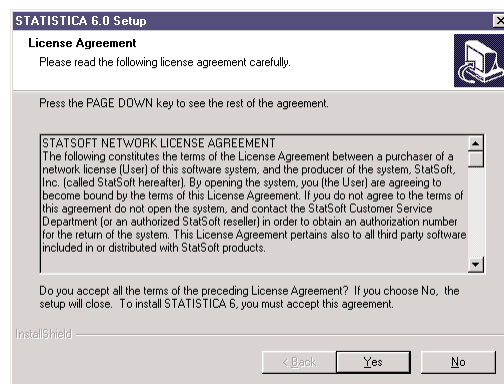 STATISTICA 6.0 Setup
License Agreement
Please read the following license agreement carefully.
Press the PAGE DOWN key to see the rest of the agreement.
STATSOFT NETWORK LICENSE AGREEMENT
The following constitutes the terms of the License Agreement between a purchaser of a
network license (User) of this software system, and the producer of the system, StatSoft,
Inc. (called StatSoft hereafter). By opening the system, you (the User) are agreeing to
become bound by the terms of this License Agreement. If you do not agree to the terms of
this agreement do not open the system, and contact the StatSoft Customer Service
Department (or an authorized StatSoft reseller) in order to obtain an authorization number
for the return of the system. This License Agreement pertains also to all third party software
included in or distributed with StatSoft products.
Do you accept all the terms of the preceding License Agreement? If you choose No, the
setup will close. To install STATISTICA 6, you must accept this agreement.
InstallShield
< Back
Yes
No